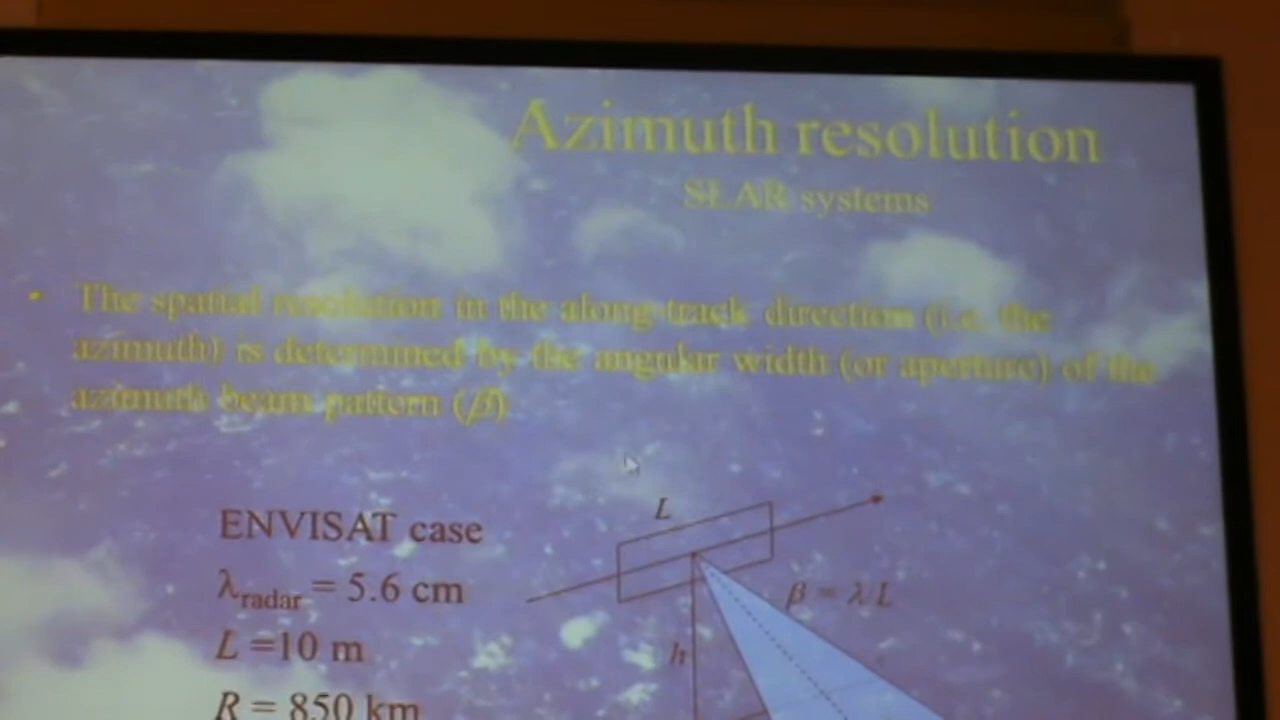 Azimuth resolution
SLAR systems
• The spatial resolution in the along-track direction (i.e. the
azimuth) is determined by the angular width (or aperture) of the
azimuth beam pattern (β)
L
ENVISAT case
λradar = 5.6 cm
β = λ L
L =10 m
h
R = 850 km